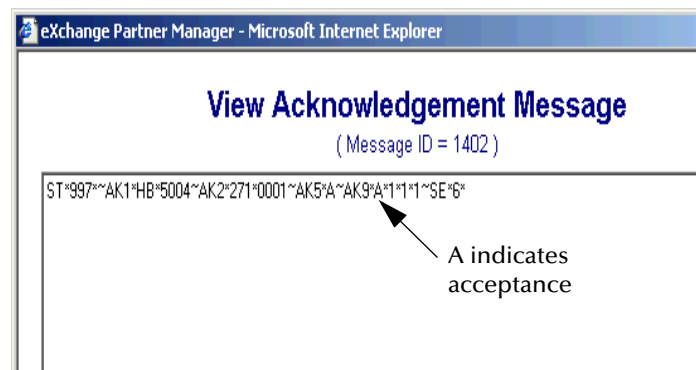 eXchange Partner Manager - Microsoft Internet Explorer
View Acknowledgement Message
( Message ID = 1402 )
ST*997*~AK1*HB*5004~AK2*271*0001~AK5*A~AK9*A*1*1*1~SE*6*
A indicates
acceptance